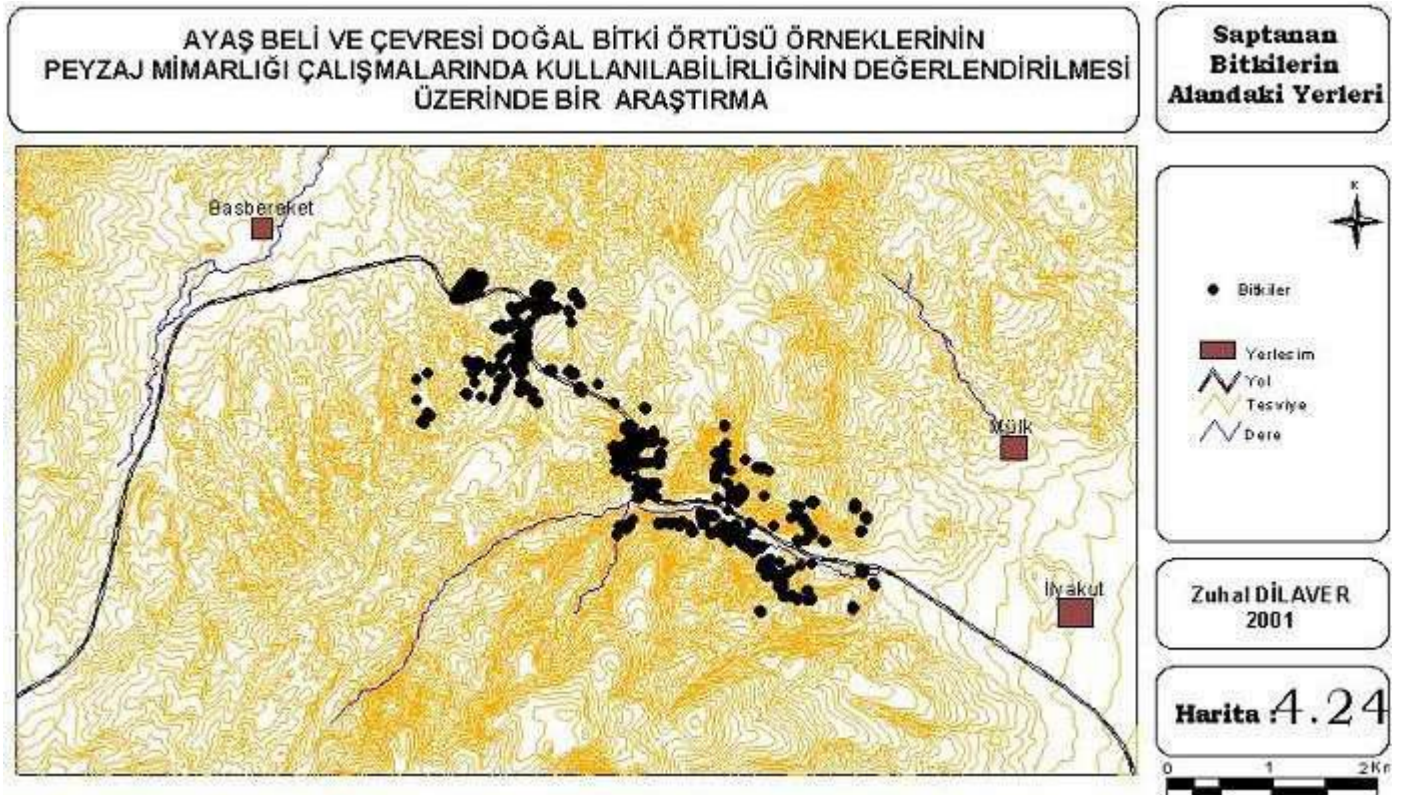 AYAŞ BELİ VE ÇEVRESİ DOĞAL BİTKİ ÖRTÜSÜ ÖRNEKLERİNİN
PEYZAJ MİMARLIĞI ÇALIŞMALARINDA KULLANILABİLİRLİĞİNİN DEĞERLENDİRİLMESİ
ÜZERİNDE BİR ARAŞTIRMA
Saptanan
Bitkilerin
Alandaki Yerleri
Basbereket
Mülk
İlyakut
K
Bitkiler
Yerlesim
Yol
Tesviye
Dere
Zuhal DİLAVER
2001
Harita :4.24
0 1 2Km